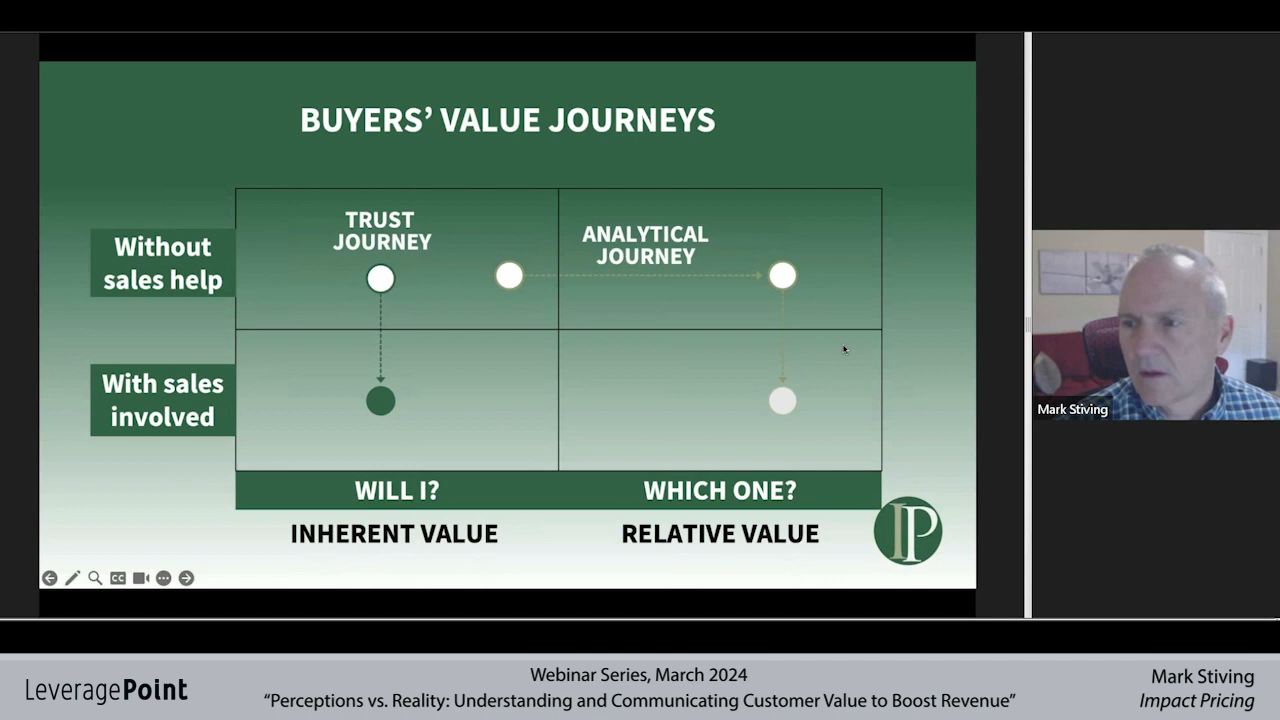 BUYERS’ VALUE JOURNEYS
TRUST
JOURNEY
ANALYTICAL
JOURNEY
Without
sales help
With sales
involved
WILL I?
WHICH ONE?
INHERENT VALUE
RELATIVE VALUE
IP
CC
Mark Stiving
LeveragePoint
Webinar Series, March 2024
“Perceptions vs. Reality: Understanding and Communicating Customer Value to Boost Revenue”
Mark Stiving
Impact Pricing